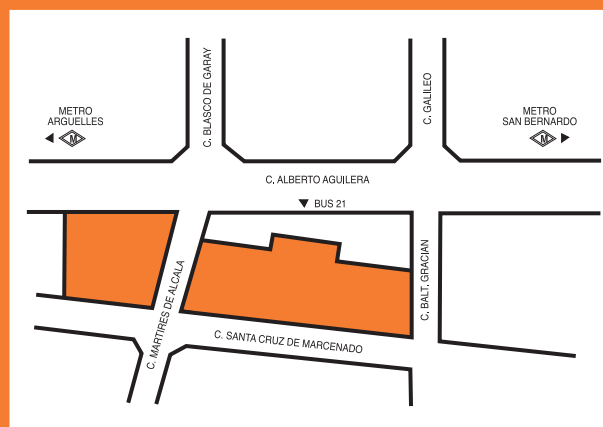 C. BLASCO DE GARAY
C. GALILEO
METRO
ARGUELLES
M
METRO
SAN BERNARDO
M
C. ALBERTO AGUILERA
BUS 21
C. MARTIRES DE ALCALA
C. BALT. GRACIAN
C. SANTA CRUZ DE MARCENADO